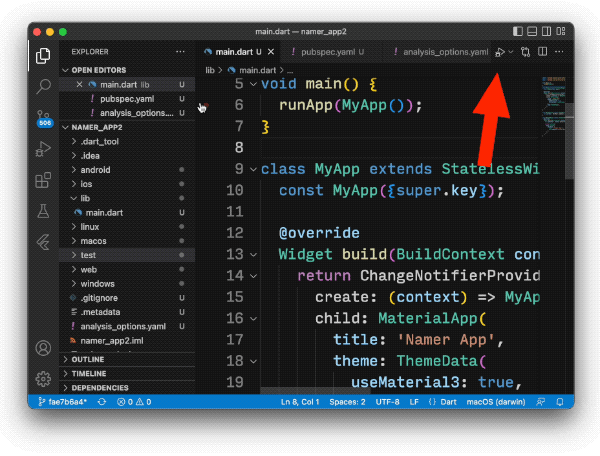 main.dart — namer_app2
EXPLORER
main.dart U
pubspec.yaml U
analysis_options.yaml
OPEN EDITORS
lib > main.dart > ...
main.dart lib U
pubspec.yaml U
analysis_options.... U
506
NAMER_APP2
.dart_tool
.idea
android
ios
lib
main.dart U
linux
macos
test
web
windows
.gitignore U
.metadata U
analysis_options.yaml U
namer_app2.iml U
OUTLINE
TIMELINE
DEPENDENCIES
5 void main() {
6 runApp(MyApp());
7 }
8
9 class MyApp extends StatelessWi
10 const MyApp({super.key});
11
12 @override
13 Widget build(BuildContext con
14 return ChangeNotifierProvid
15 create: (context) => MyAp
16 child: MaterialApp(
17 title: 'Namer App',
18 theme: ThemeData(
19 useMaterial3: true,
fae7b6a4* 0 0 Ln 8, Col 1 Spaces: 2 UTF-8 LF {} Dart macOS (darwin)